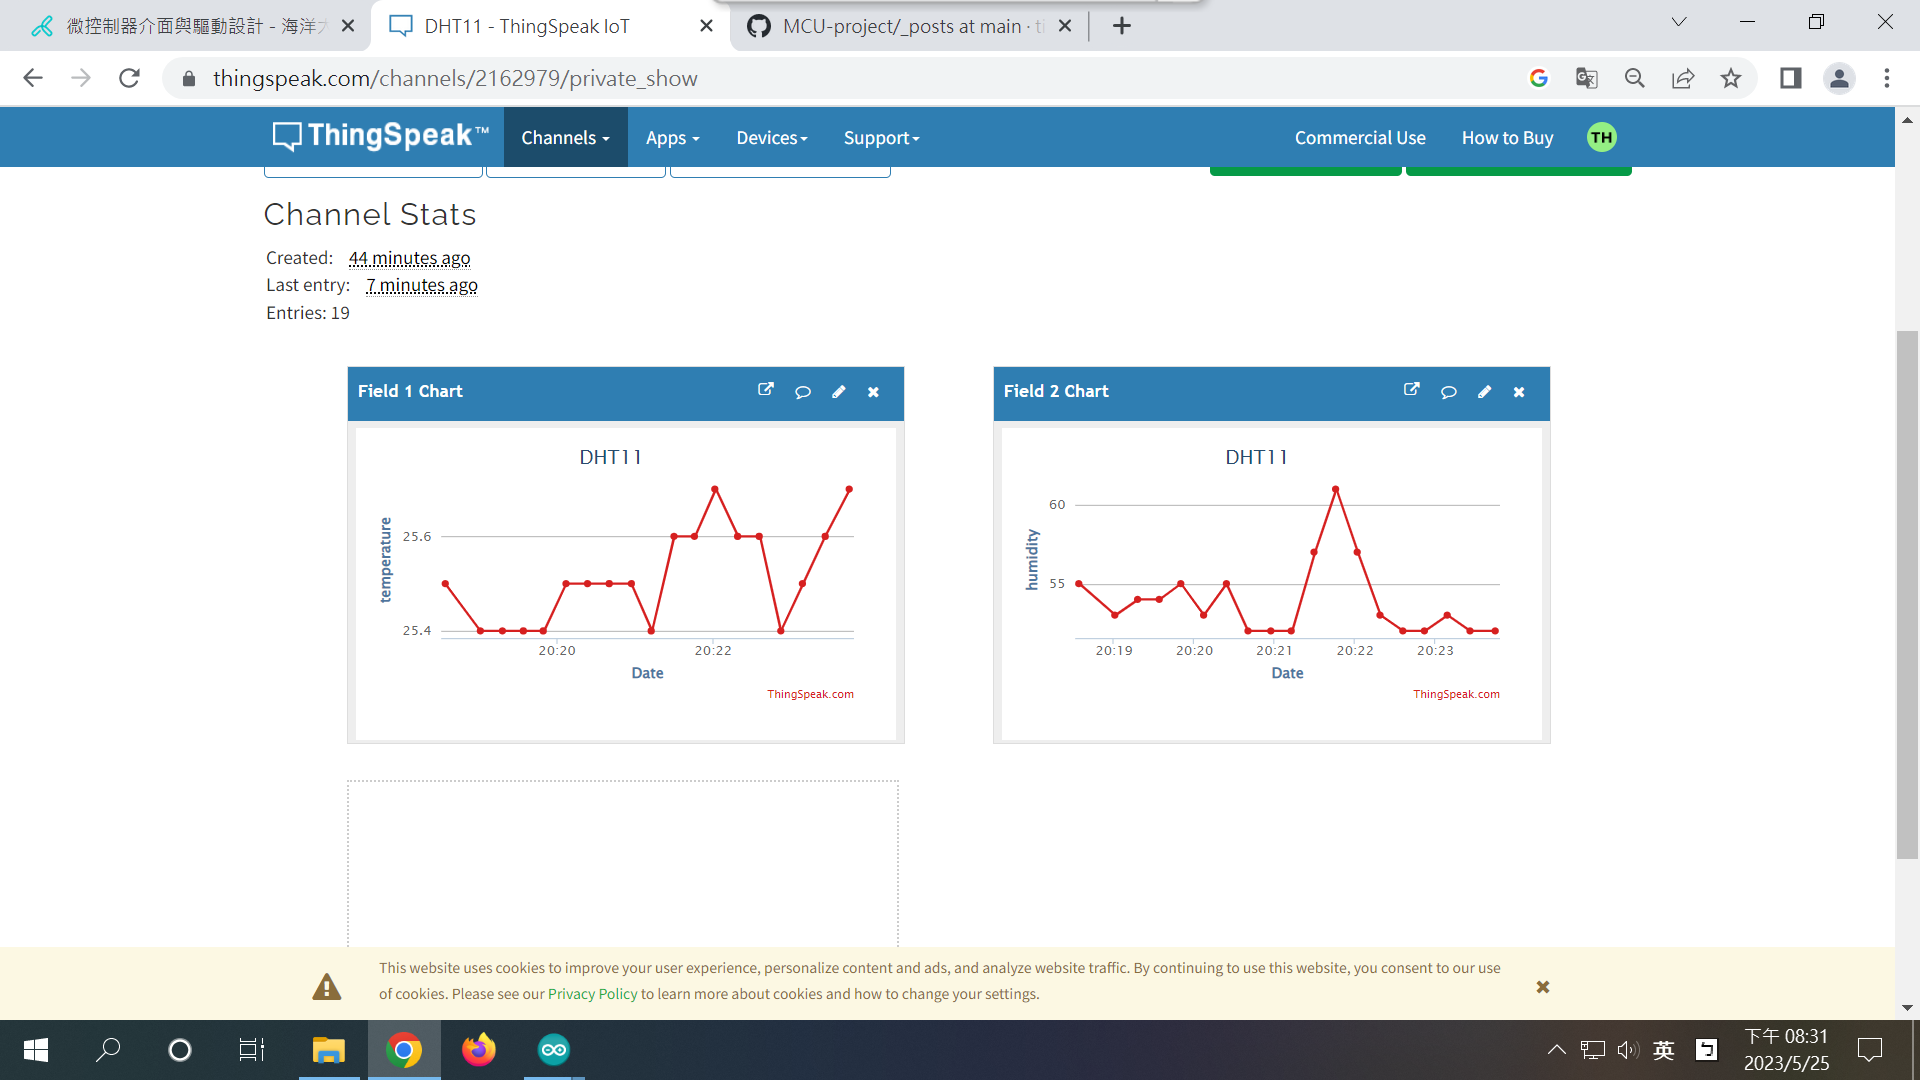 微控制器介面與驅動設計 - 海洋
DHT11 - ThingSpeak IoT
MCU-project/_posts at main · ti
thingspeak.com/channels/2162979/private_show
ThingSpeak™
Channels
Apps
Devices
Support
Commercial Use
How to Buy
TH
Channel Stats
Created: 44 minutes ago
Last entry: 7 minutes ago
Entries: 19
Field 1 Chart
DHT11
temperature
25.6
25.4
20:20
20:22
Date
ThingSpeak.com
Field 2 Chart
DHT11
humidity
60
55
20:19
20:20
20:21
20:22
20:23
Date
ThingSpeak.com
This website uses cookies to improve your user experience, personalize content and ads, and analyze website traffic. By continuing to use this website, you consent to our use
of cookies. Please see our Privacy Policy to learn more about cookies and how to change your settings.
英
下午 08:31
2023/5/25